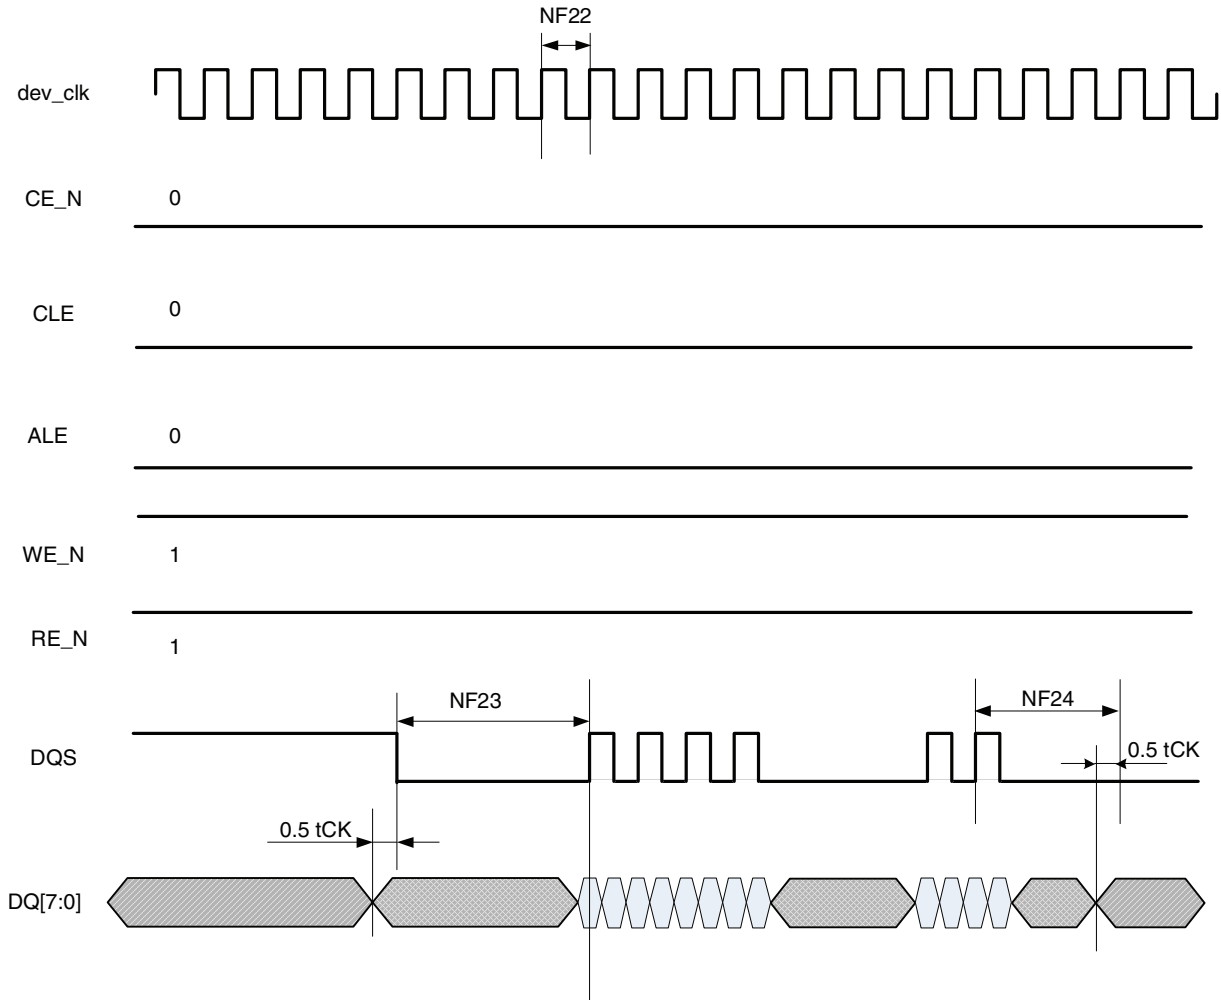 NF22
dev_clk
CE_N
0
CLE
0
ALE
0
WE_N
1
RE_N
1
NF23
NF24
DQS
0.5 tCK
0.5 tCK
DQ[7:0]